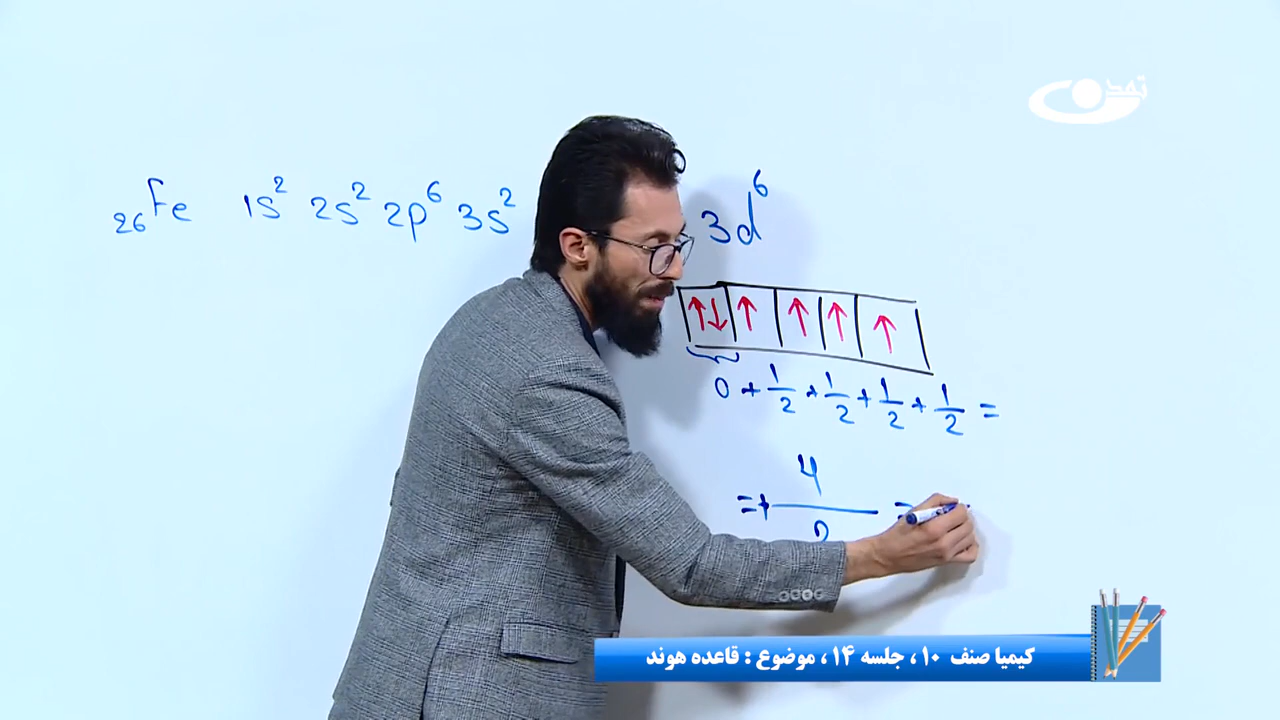 تمدن
26Fe 1s² 2s² 2p⁶ 3s² 3d⁶
↑↓ ↑ ↑ ↑ ↑
0 + 1/2 + 1/2 + 1/2 + 1/2 =
= + 4/2 =
کیمیا صنف ۱۰ ، جلسه ۱۴ ، موضوع : قاعده هوند